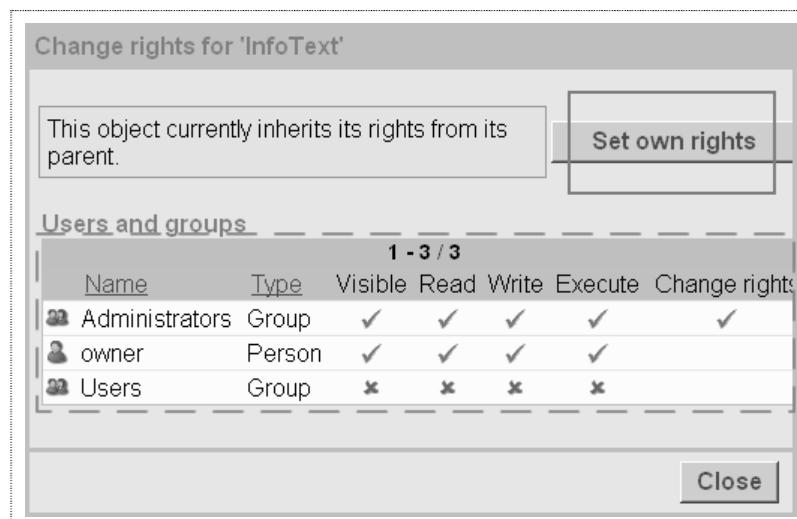 Change rights for 'InfoText'
This object currently inherits its rights from its
parent.
Set own rights
Users and groups
1 - 3 / 3
Name Type Visible Read Write Execute Change rights
Administrators Group
owner Person
Users Group
Close